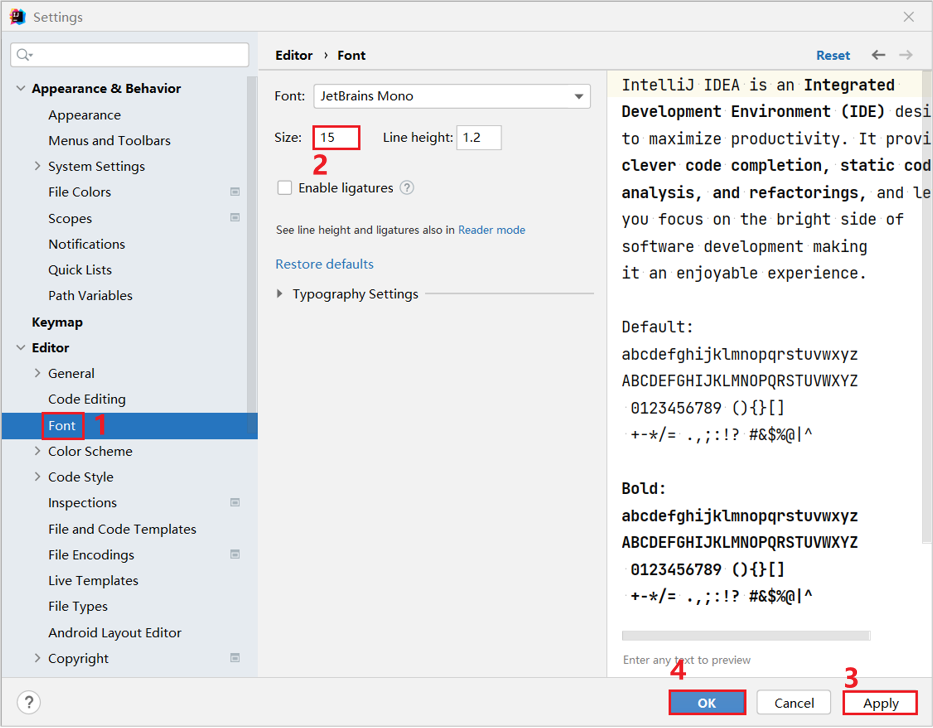 Settings
Appearance & Behavior
Appearance
Menus and Toolbars
System Settings
File Colors
Scopes
Notifications
Quick Lists
Path Variables
Keymap
Editor
General
Code Editing
Font 1
Color Scheme
Code Style
Inspections
File and Code Templates
File Encodings
Live Templates
File Types
Android Layout Editor
Copyright
Editor › Font
Reset
Font: JetBrains Mono
Size: 15 Line height: 1.2
2
Enable ligatures ?
See line height and ligatures also in Reader mode
Restore defaults
Typography Settings
IntelliJ IDEA is an Integrated
Development Environment (IDE) desi
to maximize productivity. It provi
clever code completion, static cod
analysis, and refactorings, and le
you focus on the bright side of
software development making
it an enjoyable experience.
Default:
abcdefghijklmnopqrstuvwxyz
ABCDEFGHIJKLMNOPQRSTUVWXYZ
0123456789 (){}[]
+-*/= .,;:!? #&$%@|^
Bold:
abcdefghijklmnopqrstuvwxyz
ABCDEFGHIJKLMNOPQRSTUVWXYZ
0123456789 (){}[]
+-*/= .,;:!? #&$%@|^
Enter any text to preview
4 3
? OK Cancel Apply